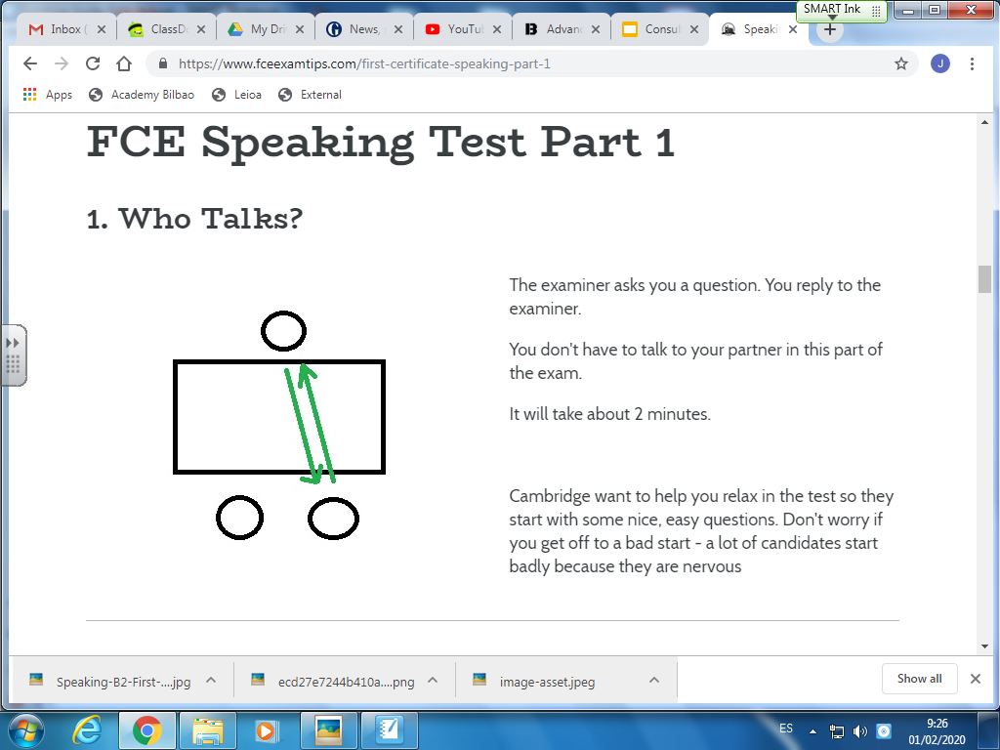 SMART Ink
Inbox (
ClassDo
My Driv
News,
YouTu
Advan
Consul
Speaki
https://www.fceexamtips.com/first-certificate-speaking-part-1
J
Apps
Academy Bilbao
Leioa
External
FCE Speaking Test Part 1
1. Who Talks?
The examiner asks you a question. You reply to the
examiner.
You don't have to talk to your partner in this part of
the exam.
It will take about 2 minutes.
Cambridge want to help you relax in the test so they
start with some nice, easy questions. Don't worry if
you get off to a bad start - a lot of candidates start
badly because they are nervous
Speaking-B2-First-....jpg
ecd27e7244b410a....png
image-asset.jpeg
Show all
ES
9:26
01/02/2020